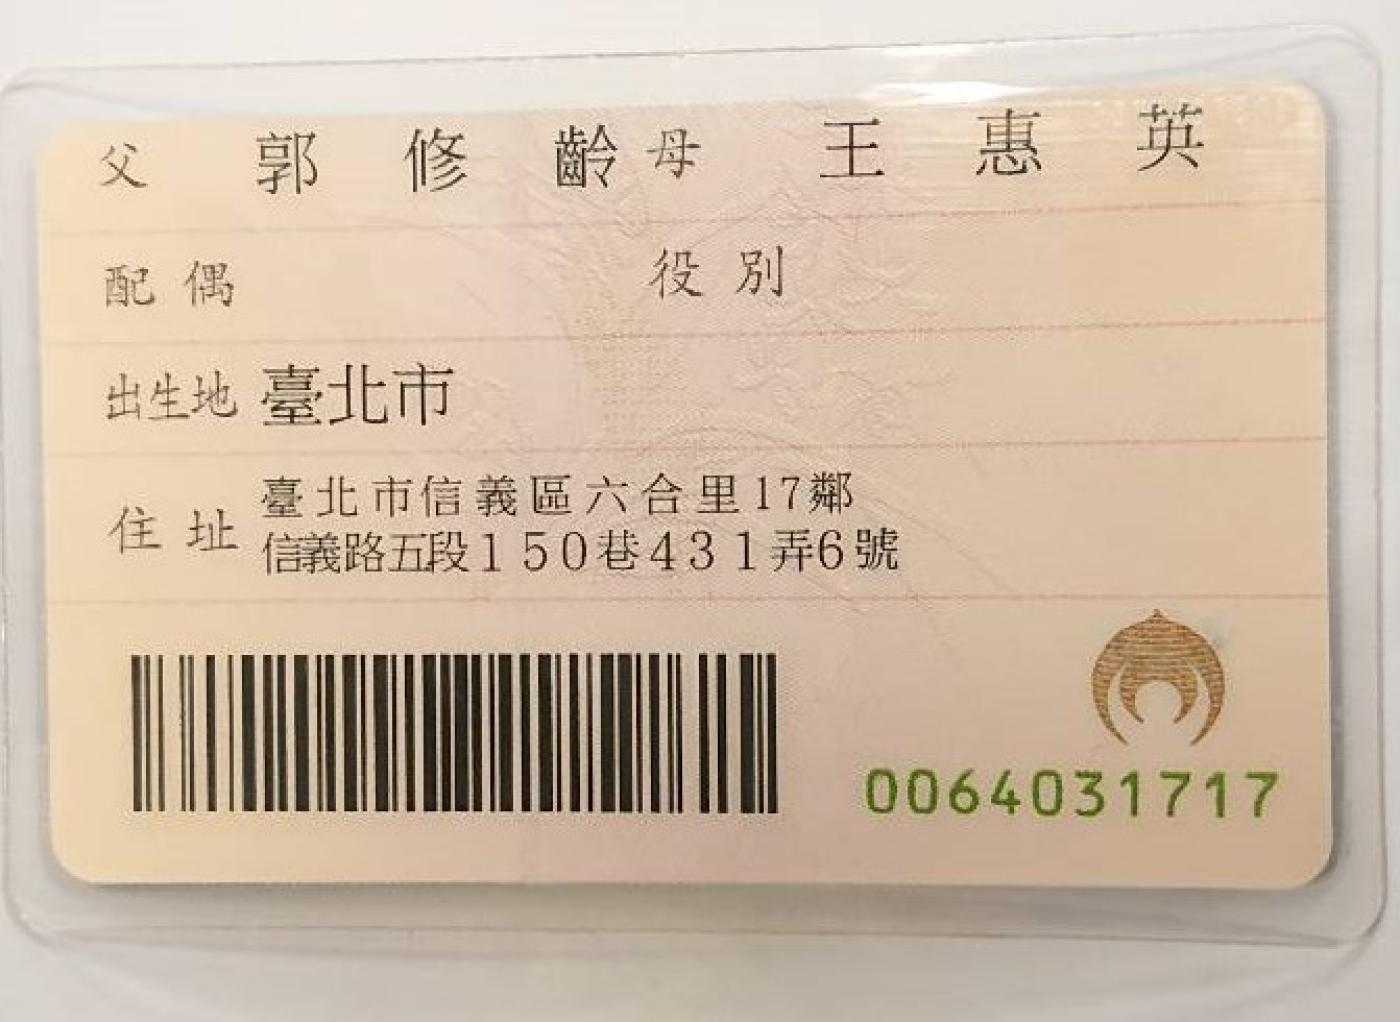 父 郭修齡 母 王惠英
配偶 役別
出生地 臺北市
住址 臺北市信義區六合里17鄰
信義路五段150巷431弄6號
0064031717